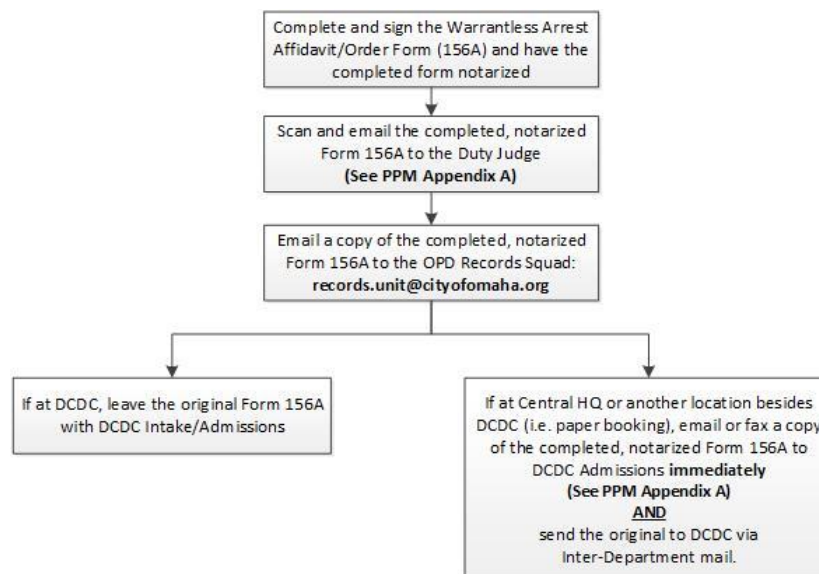 Complete and sign the Warrantless Arrest
Affidavit/Order Form (156A) and have the
completed form notarized
Scan and email the completed, notarized
Form 156A to the Duty Judge
(See PPM Appendix A)
Email a copy of the completed, notarized
Form 156A to the OPD Records Squad:
records.unit@cityofomaha.org
If at DCDC, leave the original Form 156A
with DCDC Intake/Admissions
If at Central HQ or another location besides
DCDC (i.e. paper booking), email or fax a copy
of the completed, notarized Form 156A to
DCDC Admissions immediately
(See PPM Appendix A)
AND
send the original to DCDC via
Inter-Department mail.